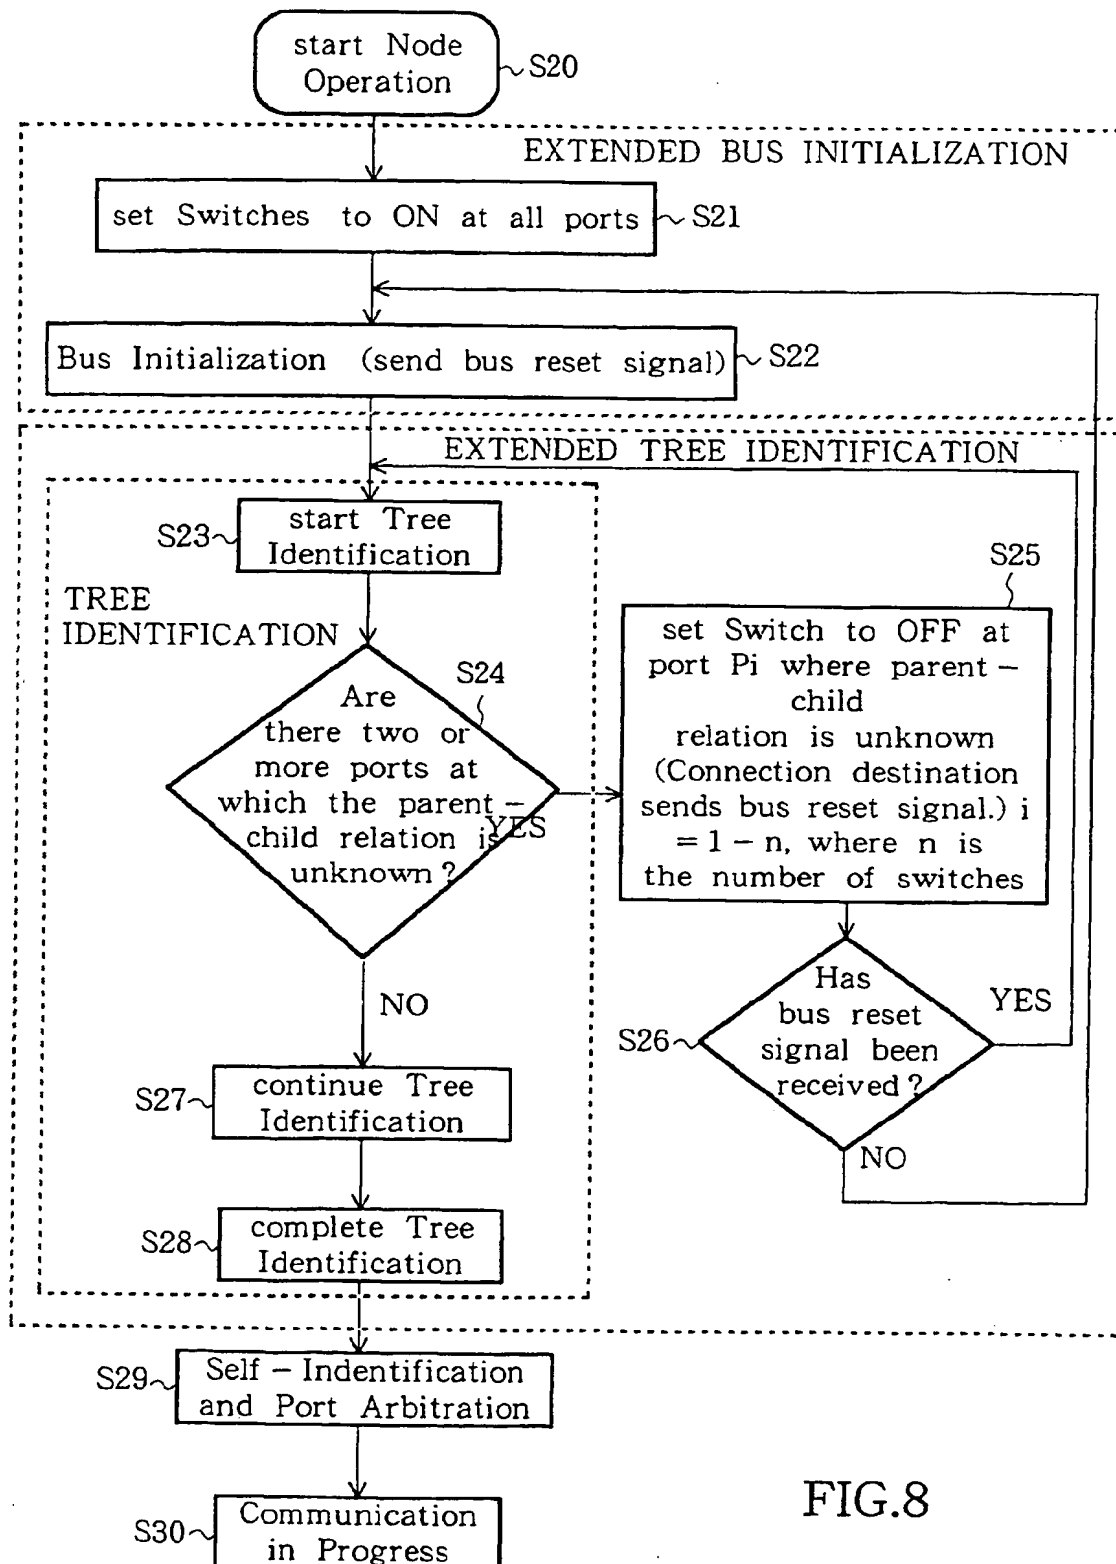 start Node
Operation
S20
EXTENDED BUS INITIALIZATION
set Switches to ON at all ports
S21
Bus Initialization (send bus reset signal)
S22
EXTENDED TREE IDENTIFICATION
S23
start Tree
Identification
TREE
IDENTIFICATION
S24
Are
there two or
more ports at
which the parent–
child relation is
unknown?
YES
NO
S25
set Switch to OFF at
port Pi where parent–
child
relation is unknown
(Connection destination
sends bus reset signal.) i
= 1 – n, where n is
the number of switches
S26
Has
bus reset
signal been
received?
YES
NO
S27
continue Tree
Identification
S28
complete Tree
Identification
S29
Self – Indentification
and Port Arbitration
S30
Communication
in Progress
FIG.8